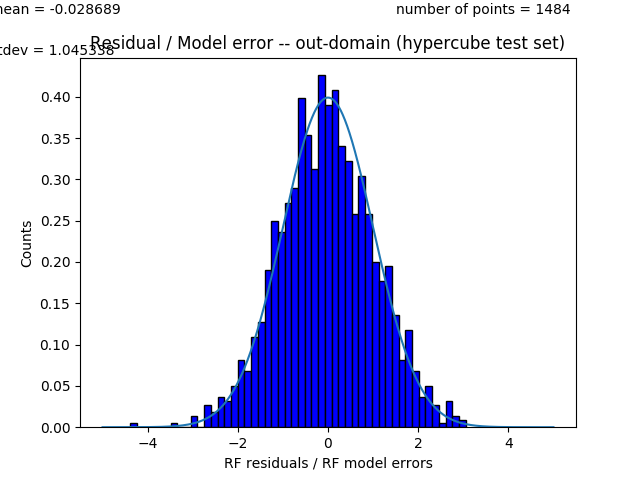 ean = -0.028689
number of points = 1484
tdev = 1.045338
Residual / Model error -- out-domain (hypercube test set)
0.40
0.35
0.30
0.25
0.20
0.15
0.10
0.05
0.00
Counts
−4
−2
0
2
4
RF residuals / RF model errors